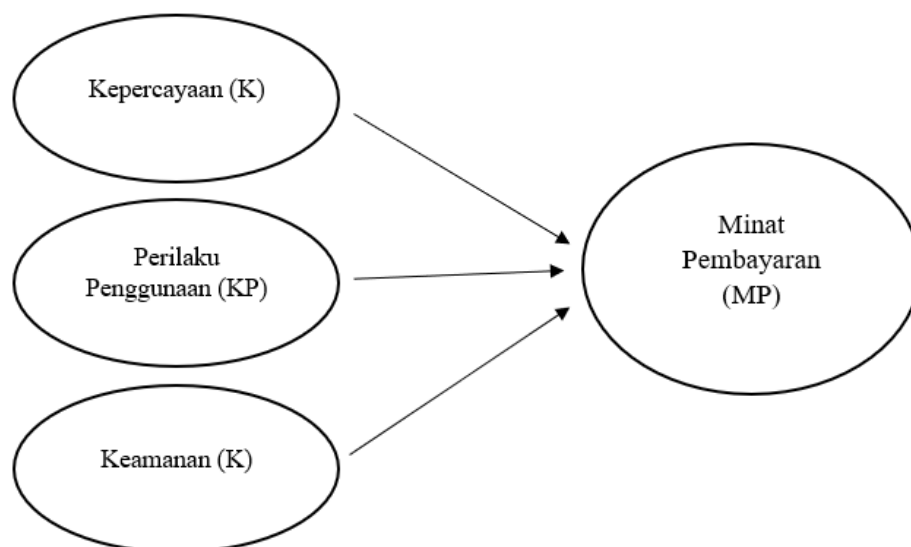 Kepercayaan (K)
Perilaku
Penggunaan (KP)
Keamanan (K)
Minat
Pembayaran
(MP)